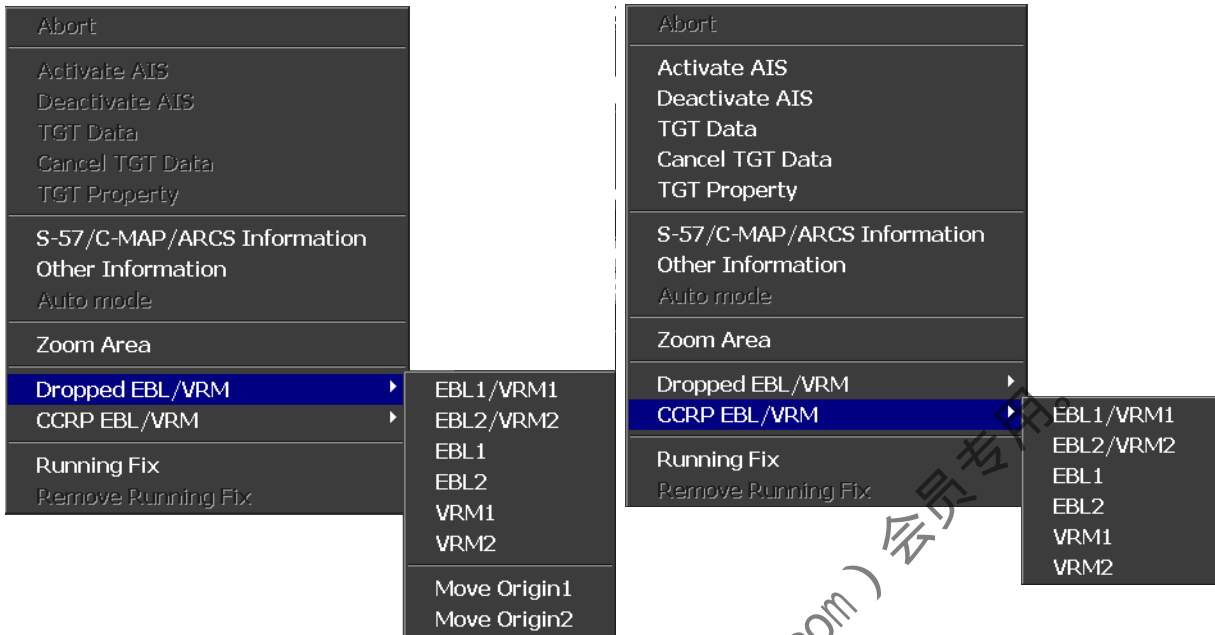 Abort
Activate AIS
Deactivate AIS
TGT Data
Cancel TGT Data
TGT Property
S-57/C-MAP/ARCS Information
Other Information
Auto mode
Zoom Area
Dropped EBL/VRM
CCRP EBL/VRM
Running Fix
Remove Running Fix
EBL1/VRM1
EBL2/VRM2
EBL1
EBL2
VRM1
VRM2
Move Origin1
Move Origin2
Abort
Activate AIS
Deactivate AIS
TGT Data
Cancel TGT Data
TGT Property
S-57/C-MAP/ARCS Information
Other Information
Auto mode
Zoom Area
Dropped EBL/VRM
CCRP EBL/VRM
Running Fix
Remove Running Fix
EBL1/VRM1
EBL2/VRM2
EBL1
EBL2
VRM1
VRM2
com）会员专用。